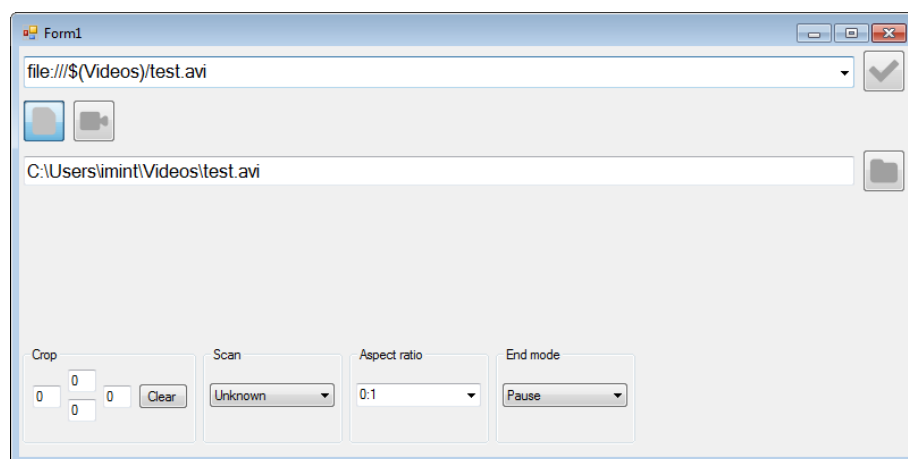 Form1
file:///$(Videos)/test.avi
C:\Users\imint\Videos\test.avi
Crop Scan Aspect ratio End mode
0
0 0 Clear Unknown 0:1 Pause
0